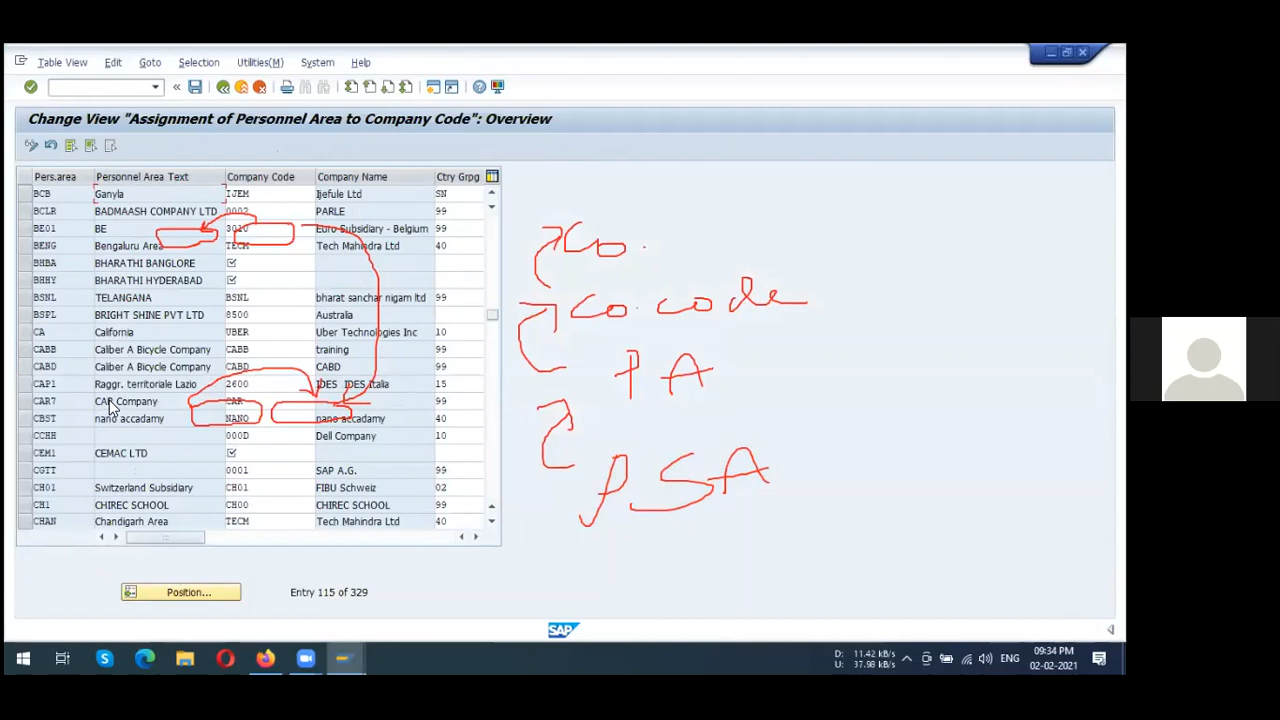 Table View Edit Goto Selection Utilities(M) System Help
Change View "Assignment of Personnel Area to Company Code": Overview
Pers.area Personnel Area Text Company Code Company Name Ctry Grpg
BCB Ganyla IJEM Ijefule Ltd SN
BCLR BADMAASH COMPANY LTD 0002 PARLE 99
BE01 BE 3010 Euro Subsidiary - Belgium 99
BENG Bengaluru Area TECM Tech Mahindra Ltd 40
BHBA BHARATHI BANGLORE
BHHY BHARATHI HYDERABAD
BSNL TELANGANA BSNL bharat sanchar nigam ltd 99
BSPL BRIGHT SHINE PVT LTD 8500 Australia
CA California UBER Uber Technologies Inc 10
CABB Caliber A Bicycle Company CABB training 99
CABD Caliber A Bicycle Company CABD CABD 99
CAP1 Raggr. territoriale Lazio 2600 IDES IDES Italia 15
CAR7 CAR Company CAR 99
CBST nano accadamy NANO nano accadamy 40
CCHH 000D Dell Company 10
CEM1 CEMAC LTD
CGTT 0001 SAP A.G. 99
CH01 Switzerland Subsidiary CH01 FIBU Schweiz 02
CH1 CHIREC SCHOOL CH00 CHIREC SCHOOL 99
CHAN Chandigarh Area TECM Tech Mahindra Ltd 40
Position... Entry 115 of 329
Co.
Co. code
PA
PSA
SAP
D: 11.42 kB/s
U: 37.98 kB/s
ENG
09:34 PM
02-02-2021